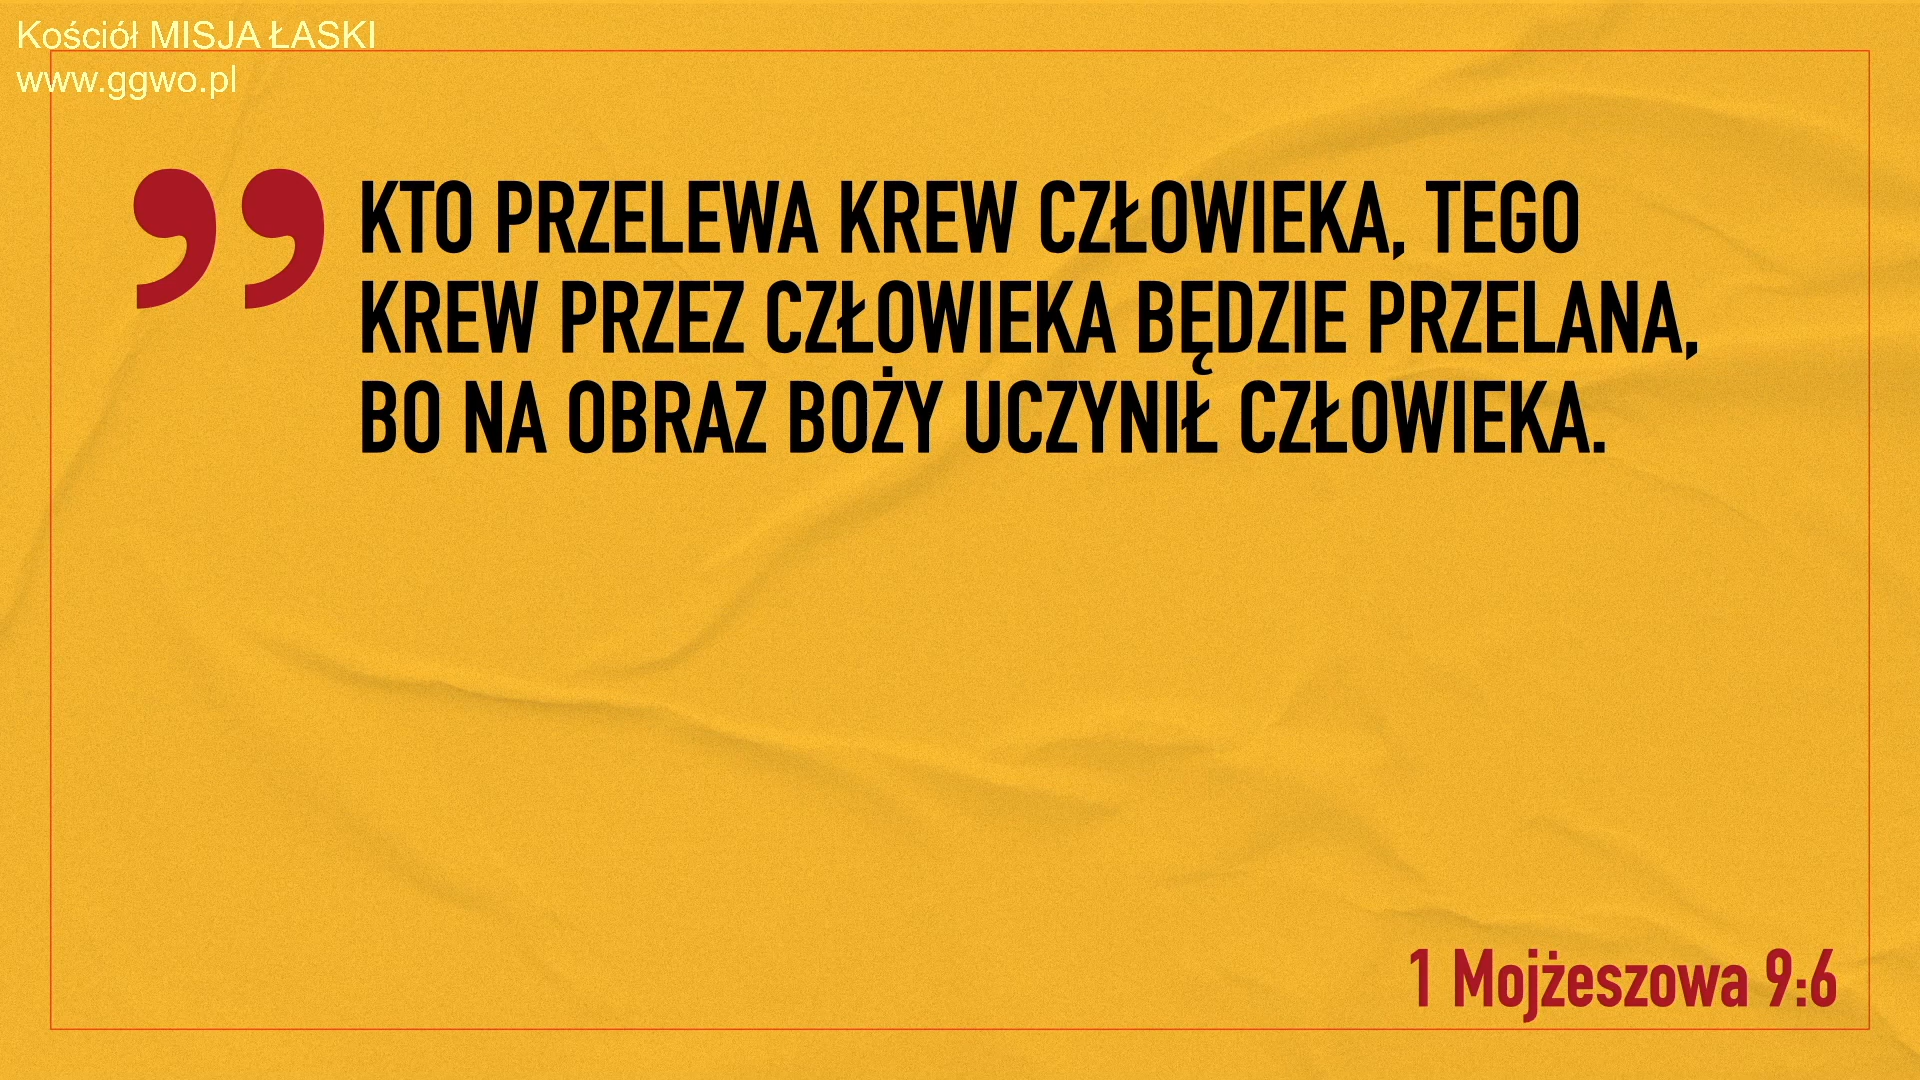 Kościół MISJA ŁASKI
www.ggwo.pl
” KTO PRZELEWA KREW CZŁOWIEKA, TEGO
KREW PRZEZ CZŁOWIEKA BĘDZIE PRZELANA,
BO NA OBRAZ BOŻY UCZYNIŁ CZŁOWIEKA.
1 Mojżeszowa 9:6